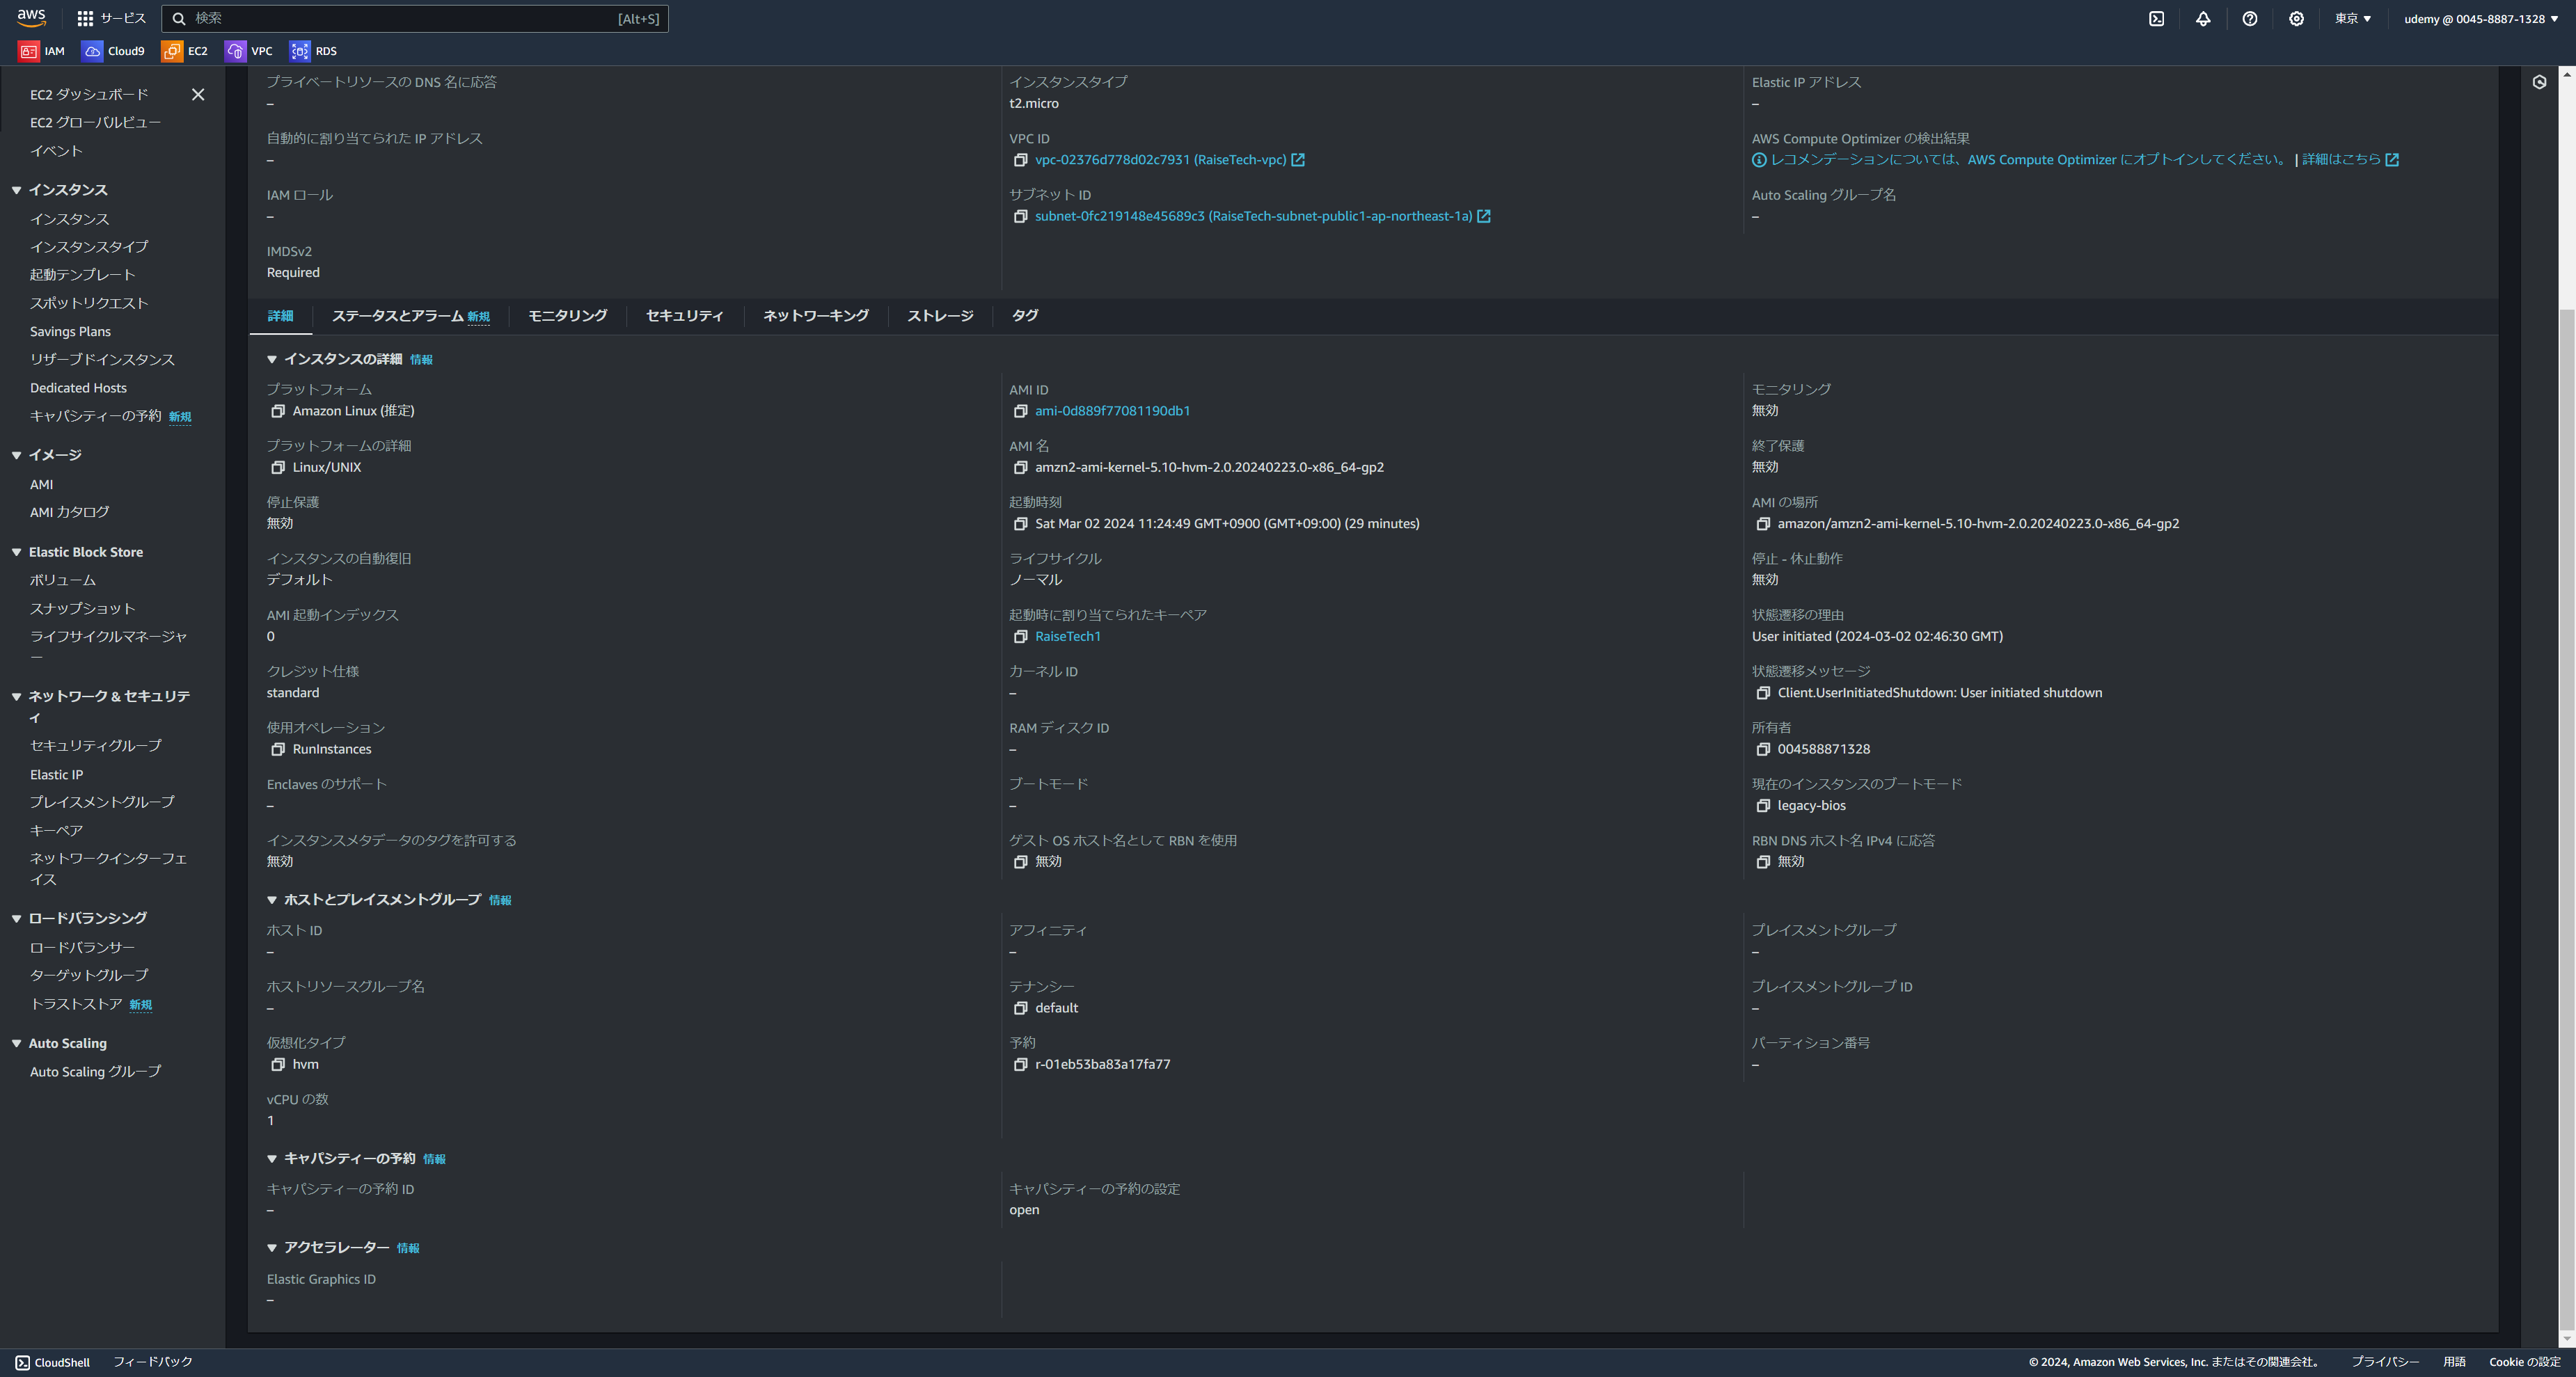 aws
サービス
検索
[Alt+S]
東京 ▼
udemy @ 0045-8887-1328 ▼
IAM
Cloud9
EC2
VPC
RDS
EC2 ダッシュボード
EC2 グローバルビュー
イベント
▼ インスタンス
インスタンス
インスタンスタイプ
起動テンプレート
スポットリクエスト
Savings Plans
リザーブドインスタンス
Dedicated Hosts
キャパシティーの予約 新規
▼ イメージ
AMI
AMI カタログ
▼ Elastic Block Store
ボリューム
スナップショット
ライフサイクルマネージャ
ー
▼ ネットワーク & セキュリテ
ィ
セキュリティグループ
Elastic IP
プレイスメントグループ
キーペア
ネットワークインターフェ
イス
▼ ロードバランシング
ロードバランサー
ターゲットグループ
トラストストア 新規
▼ Auto Scaling
Auto Scaling グループ
プライベートリソースの DNS 名に応答
–
インスタンスタイプ
t2.micro
Elastic IP アドレス
–
自動的に割り当てられた IP アドレス
–
VPC ID
vpc-02376d778d02c7931 (RaiseTech-vpc)
AWS Compute Optimizer の検出結果
レコメンデーションについては、AWS Compute Optimizer にオプトインしてください。 | 詳細はこちら
IAM ロール
–
サブネット ID
subnet-0fc219148e45689c3 (RaiseTech-subnet-public1-ap-northeast-1a)
Auto Scaling グループ名
–
IMDSv2
Required
詳細
ステータスとアラーム 新規
モニタリング
セキュリティ
ネットワーキング
ストレージ
タグ
▼ インスタンスの詳細 情報
プラットフォーム
Amazon Linux (推定)
AMI ID
ami-0d889f77081190db1
モニタリング
無効
プラットフォームの詳細
Linux/UNIX
AMI 名
amzn2-ami-kernel-5.10-hvm-2.0.20240223.0-x86_64-gp2
終了保護
無効
停止保護
無効
起動時刻
Sat Mar 02 2024 11:24:49 GMT+0900 (GMT+09:00) (29 minutes)
AMI の場所
amazon/amzn2-ami-kernel-5.10-hvm-2.0.20240223.0-x86_64-gp2
インスタンスの自動復旧
デフォルト
ライフサイクル
ノーマル
停止 - 休止動作
無効
AMI 起動インデックス
0
起動時に割り当てられたキーペア
RaiseTech1
状態遷移の理由
User initiated (2024-03-02 02:46:30 GMT)
クレジット仕様
standard
カーネル ID
–
状態遷移メッセージ
Client.UserInitiatedShutdown: User initiated shutdown
使用オペレーション
RunInstances
RAM ディスク ID
–
所有者
004588871328
Enclaves のサポート
–
ブートモード
–
現在のインスタンスのブートモード
legacy-bios
インスタンスメタデータのタグを許可する
無効
ゲスト OS ホスト名として RBN を使用
無効
RBN DNS ホスト名 IPv4 に応答
無効
▼ ホストとプレイスメントグループ 情報
ホスト ID
–
アフィニティ
–
プレイスメントグループ
–
ホストリソースグループ名
–
テナンシー
default
プレイスメントグループ ID
–
仮想化タイプ
hvm
予約
r-01eb53ba83a17fa77
パーティション番号
–
vCPU の数
1
▼ キャパシティーの予約 情報
キャパシティーの予約 ID
–
キャパシティーの予約の設定
open
▼ アクセラレーター 情報
Elastic Graphics ID
–
CloudShell
フィードバック
© 2024, Amazon Web Services, Inc. またはその関連会社。
プライバシー
用語
Cookie の設定